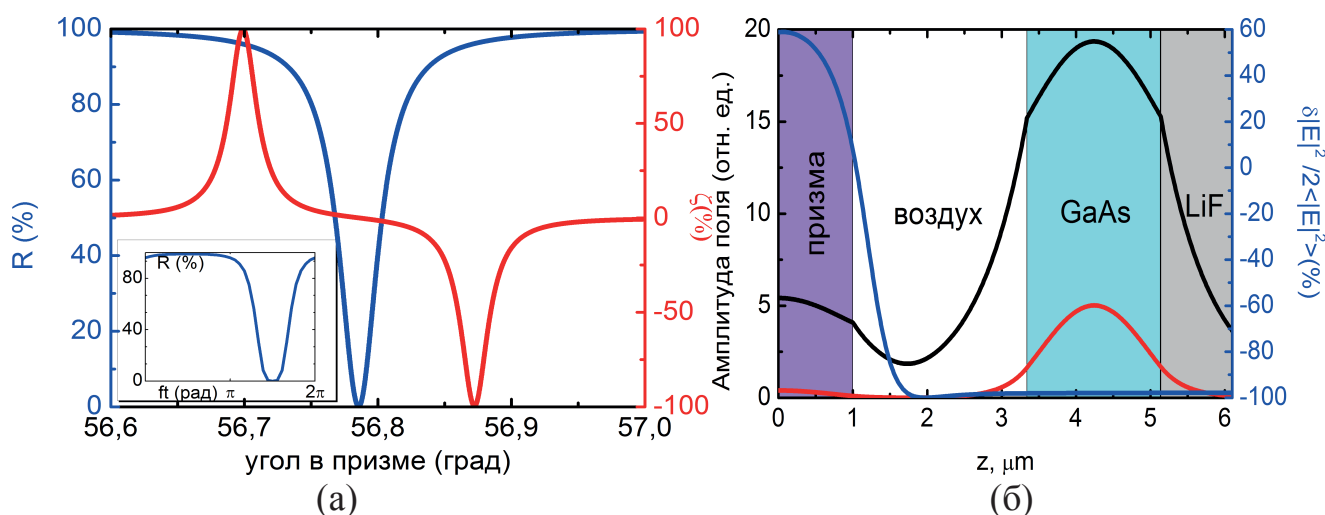 100
80
60
40
20
0
R (%)
100
50
0
-50
-100
ζ(%)
R (%)
80
40
0
ft (рад)
π
2π
56,6
56,7
56,8
56,9
57,0
угол в призме (град)
(а)
20
15
10
5
0
Амплитуда поля (отн. ед.)
призма
воздух
GaAs
LiF
60
40
20
0
-20
-40
-60
-80
-100
δ|E|² /2<|E|²>(%)
0
1
2
3
4
5
6
z, μm
(б)